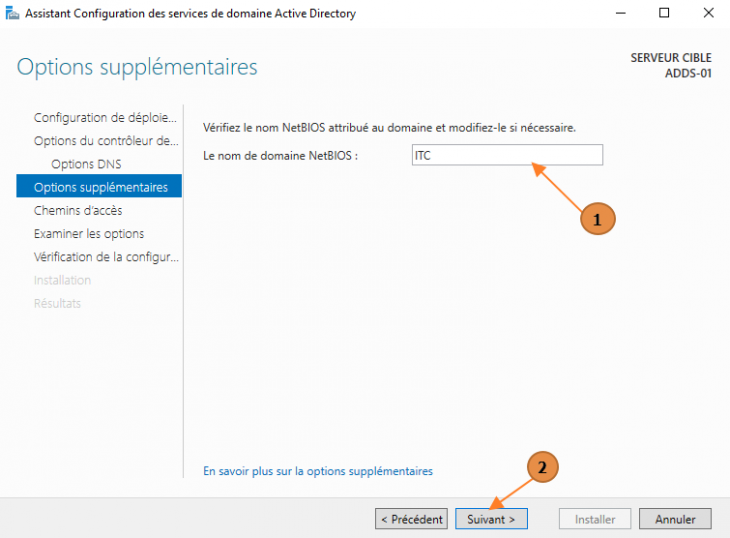 Assistant Configuration des services de domaine Active Directory
Options supplémentaires
SERVEUR CIBLE
ADDS-01
Configuration de déploie...
Options du contrôleur de...
Options DNS
Options supplémentaires
Chemins d'accès
Examiner les options
Vérification de la configur...
Installation
Résultats
Vérifiez le nom NetBIOS attribué au domaine et modifiez-le si nécessaire.
Le nom de domaine NetBIOS : ITC
1
En savoir plus sur la options supplémentaires
2
< Précédent Suivant > Installer Annuler